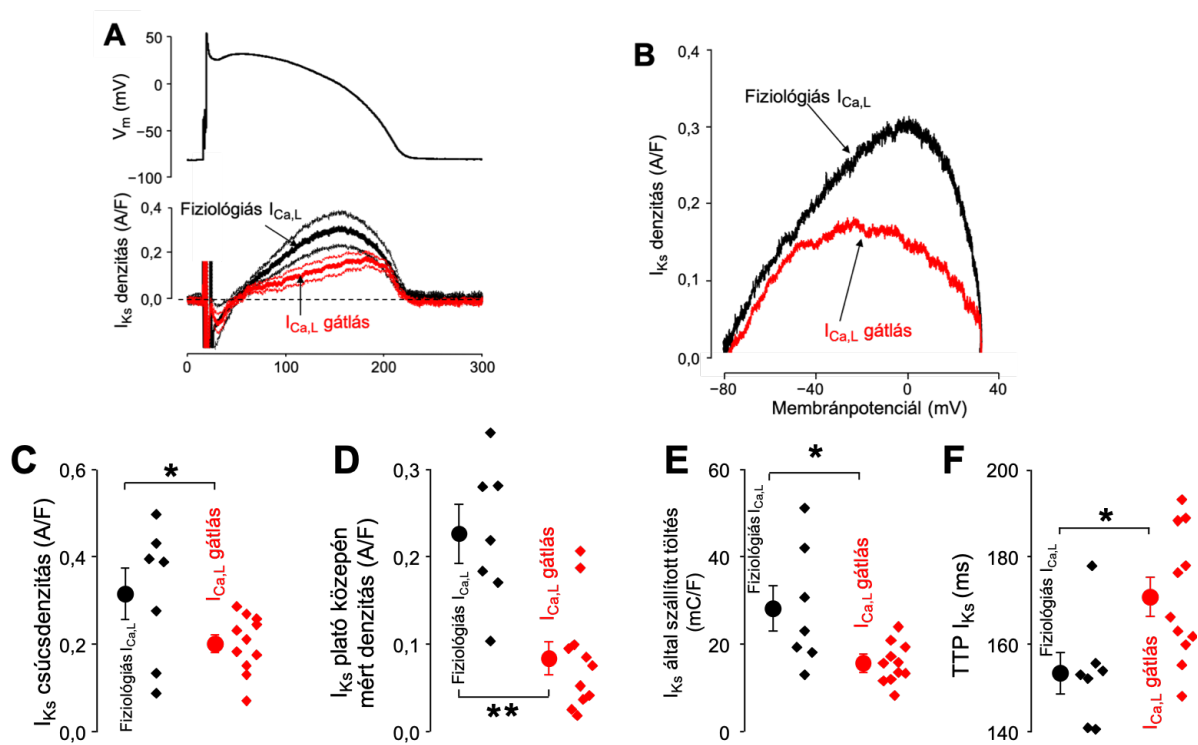 A
50
0
−50
−100
Vm (mV)
0,4
0,2
0,0
IKs denzitás (A/F)
Fiziológiás ICa,L
ICa,L gátlás
0
100
200
300
B
0,4
0,3
0,2
0,1
0,0
IKs denzitás (A/F)
Fiziológiás ICa,L
ICa,L gátlás
−80
−40
0
40
Membránpotenciál (mV)
C
0,6
0,4
0,2
0,0
IKs csúcsdenzitás (A/F)
Fiziológiás ICa,L
ICa,L gátlás
*
D
0,3
0,2
0,1
0,0
IKs plató közepén
mért denzitás (A/F)
Fiziológiás ICa,L
ICa,L gátlás
**
E
60
40
20
0
IKs által szállított töltés
(mC/F)
Fiziológiás ICa,L
ICa,L gátlás
*
F
200
180
160
140
TTP IKs (ms)
Fiziológiás ICa,L
ICa,L gátlás
*